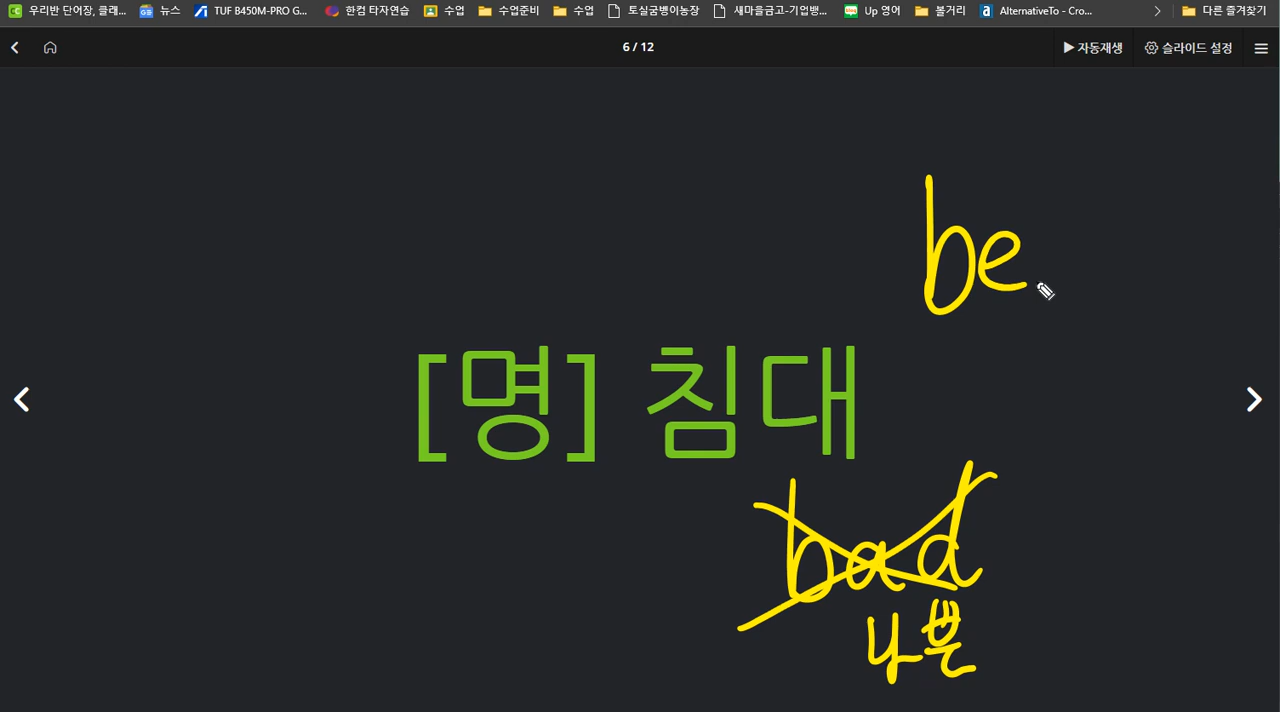 우리반 단어장, 클래... 뉴스 TUF B450M-PRO G... 한컴 타자연습 수업 수업준비 수업 토실굼벵이농장 새마을금고-기업뱅... Up 영어 볼거리 AlternativeTo - Cro... 다른 즐겨찾기
6 / 12 자동재생 슬라이드 설정
be
[명] 침대
bad
나쁜